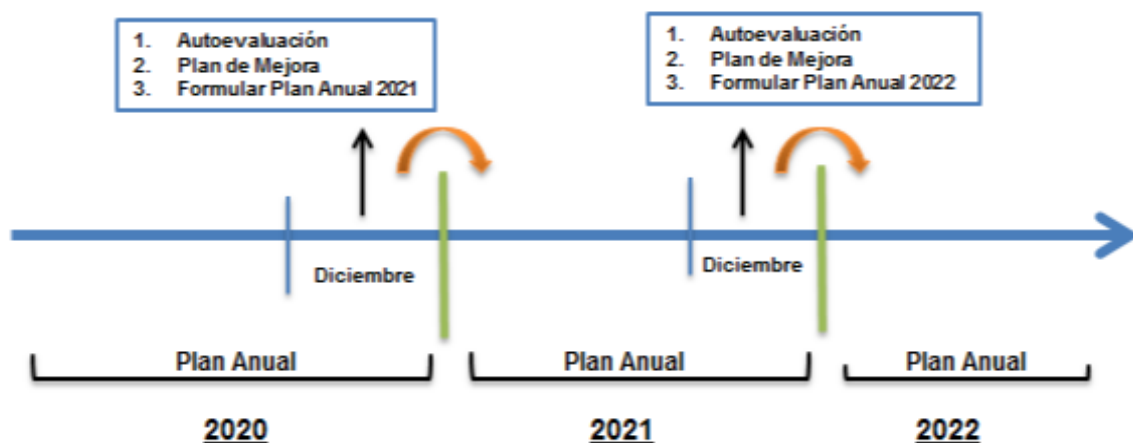 1. Autoevaluación
2. Plan de Mejora
3. Formular Plan Anual 2021
1. Autoevaluación
2. Plan de Mejora
3. Formular Plan Anual 2022
Diciembre
Diciembre
Plan Anual
Plan Anual
Plan Anual
2020
2021
2022